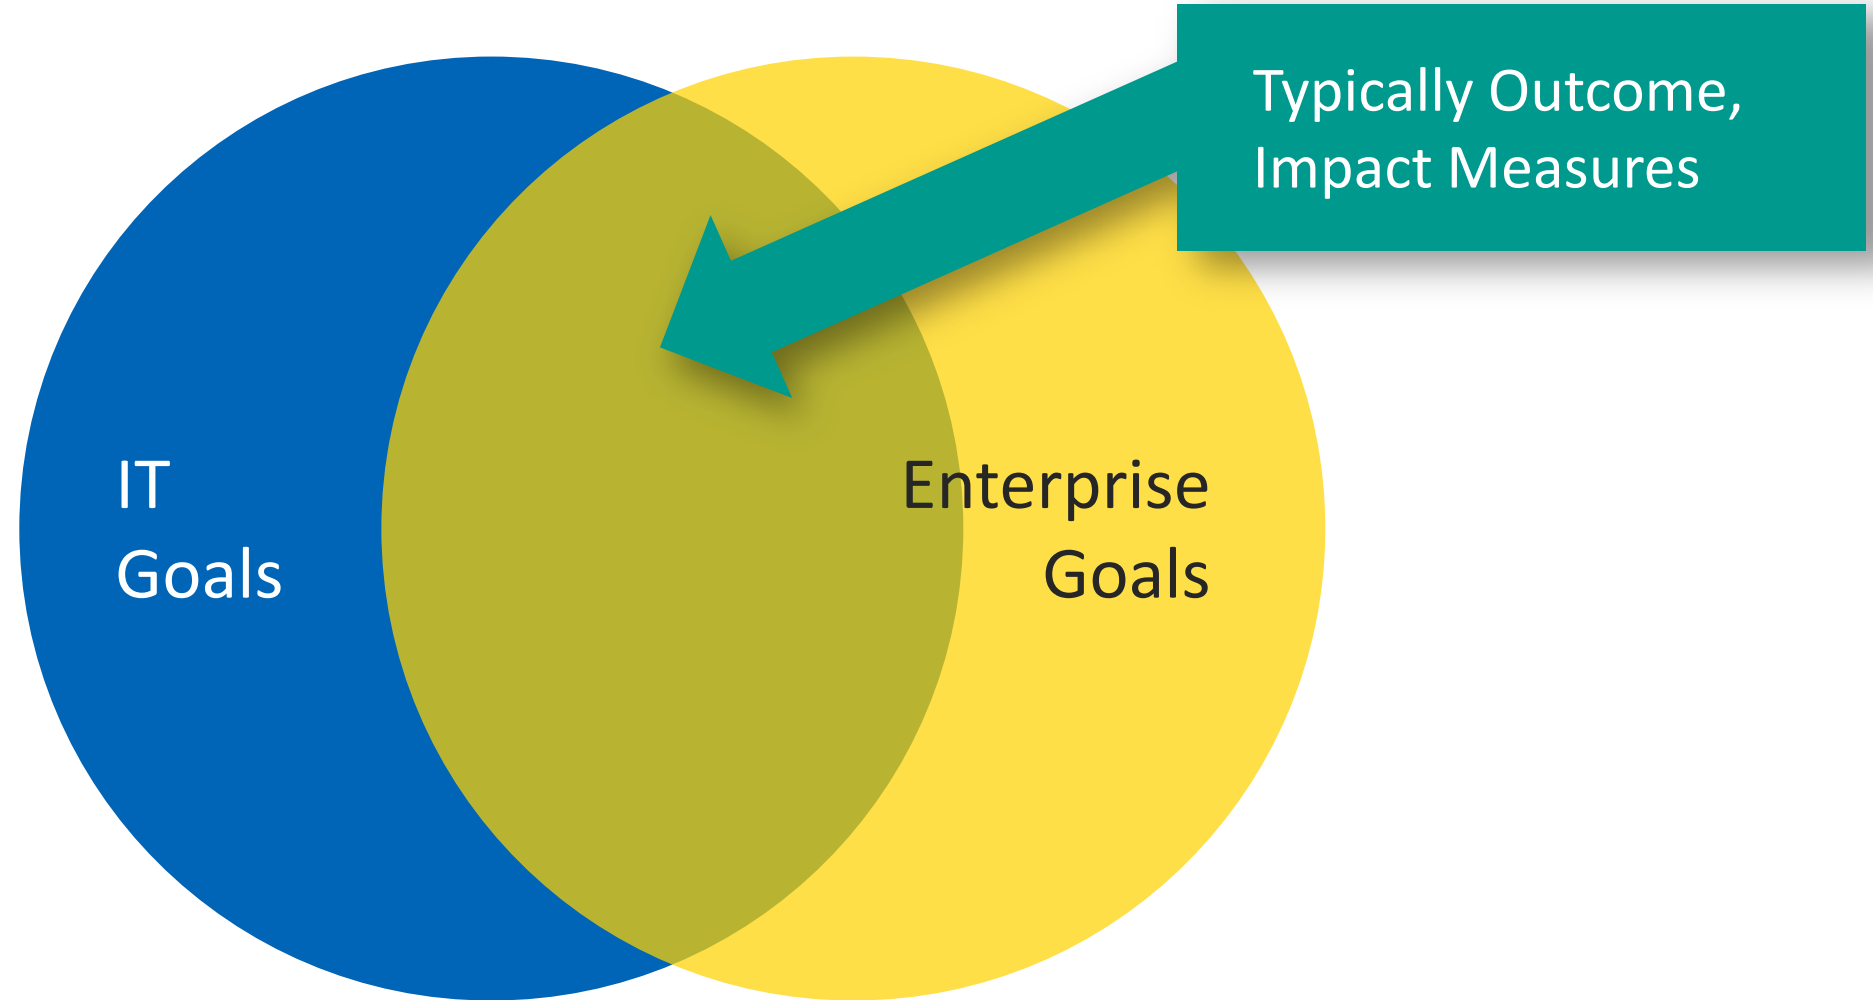 Typically Outcome,
Impact Measures
IT
Goals
Enterprise
Goals